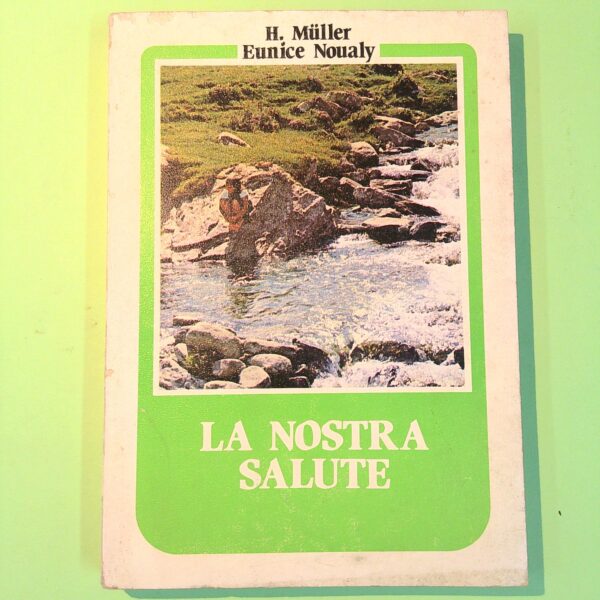 H. Müller
Eunice Noualy
LA NOSTRA
SALUTE